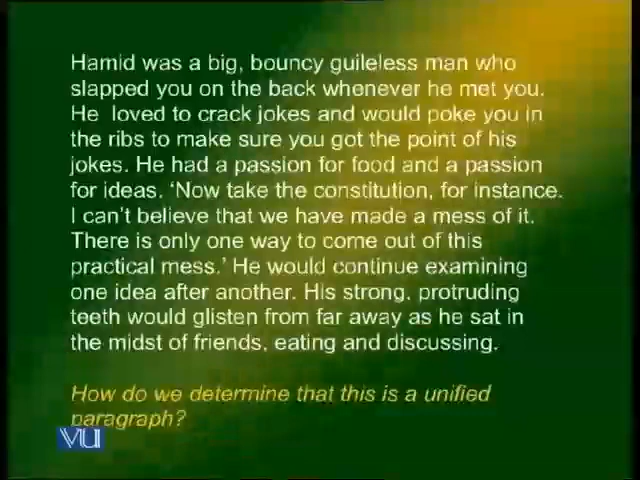 Hamid was a big, bouncy guileless man who
slapped you on the back whenever he met you.
He loved to crack jokes and would poke you in
the ribs to make sure you got the point of his
jokes. He had a passion for food and a passion
for ideas. ‘Now take the constitution, for instance.
I can't believe that we have made a mess of it.
There is only one way to come out of this
practical mess.’ He would continue examining
one idea after another. His strong, protruding
teeth would glisten from far away as he sat in
the midst of friends, eating and discussing.
How do we determine that this is a unified
paragraph?
VU